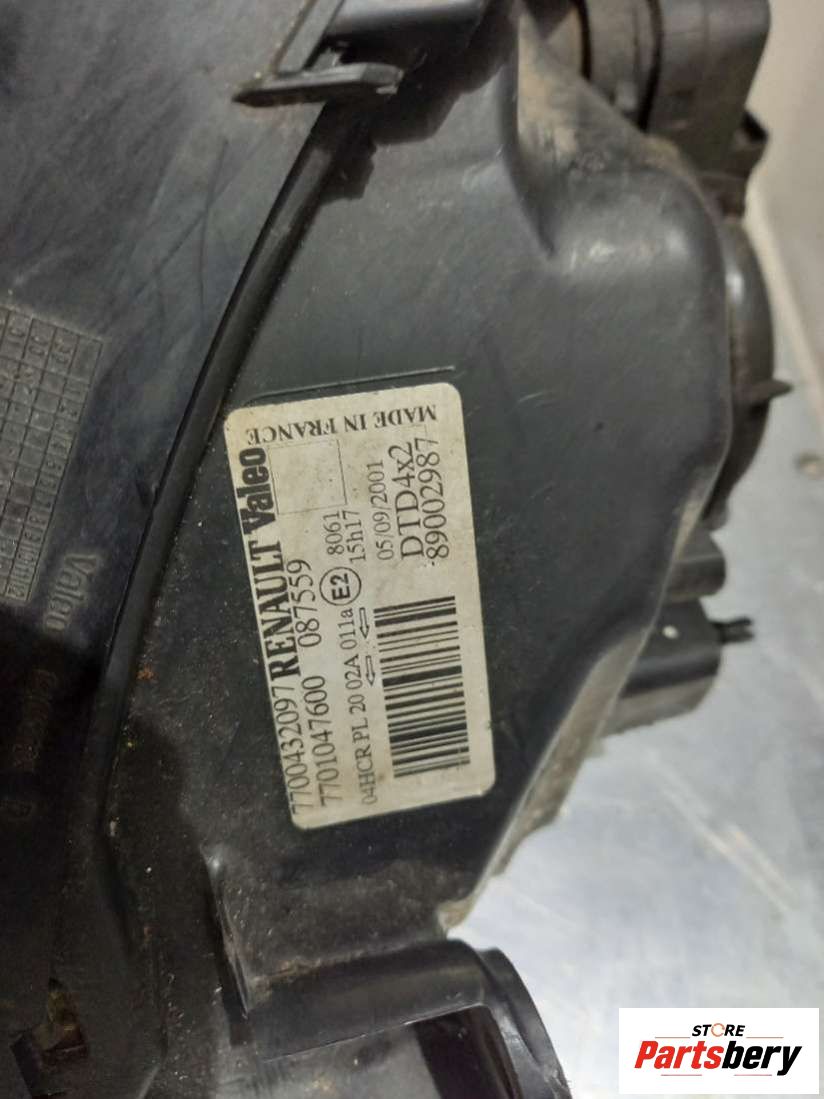 7700432097 RENAULT Valeo MADE IN FRANCE
7701047600 087559
04HCR PL 20 02A 011a E2 8061
15h17
05/09/2001
DTD4x2
89002987
Valeo
STORE
Partsbery